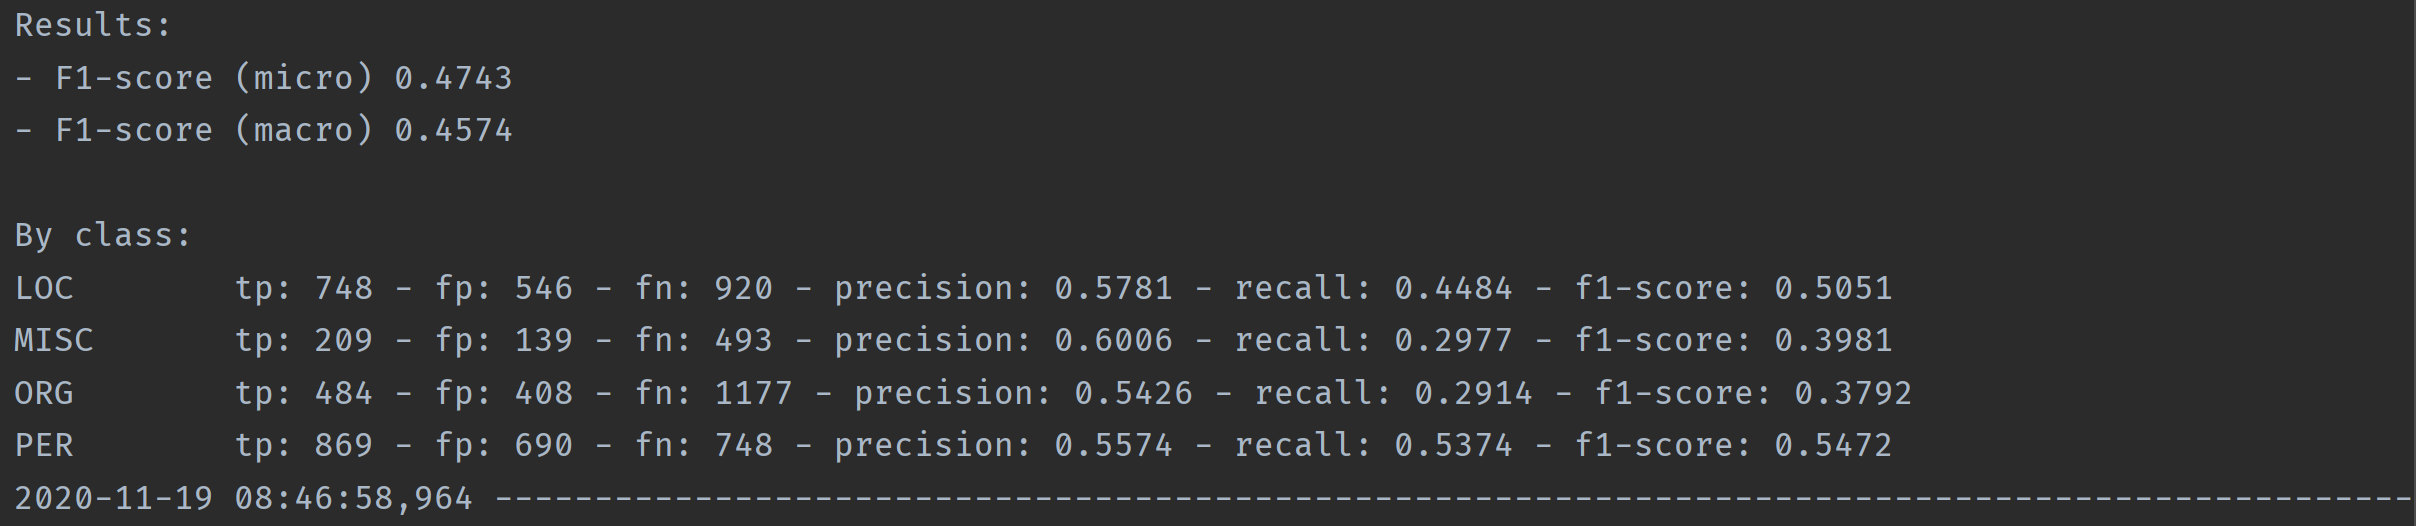 Results:
- F1-score (micro) 0.4743
- F1-score (macro) 0.4574
By class:
LOC        tp: 748 - fp: 546 - fn: 920 - precision: 0.5781 - recall: 0.4484 - f1-score: 0.5051
MISC       tp: 209 - fp: 139 - fn: 493 - precision: 0.6006 - recall: 0.2977 - f1-score: 0.3981
ORG        tp: 484 - fp: 408 - fn: 1177 - precision: 0.5426 - recall: 0.2914 - f1-score: 0.3792
PER        tp: 869 - fp: 690 - fn: 748 - precision: 0.5574 - recall: 0.5374 - f1-score: 0.5472
2020-11-19 08:46:58,964 ------------------------------------------------------------------------------------------------